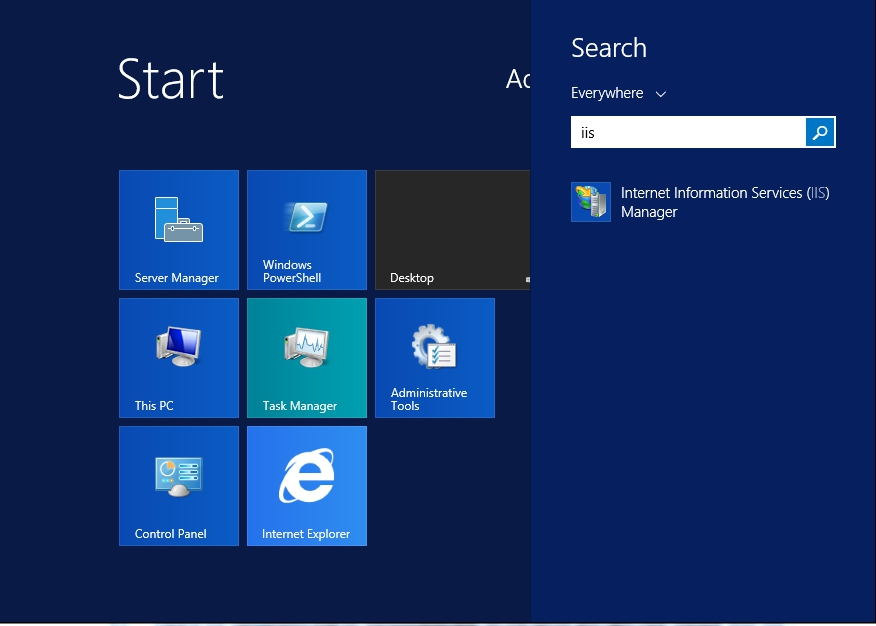 Start
Ad
Search
Everywhere
iis
Internet Information Services (IIS)
Manager
Server Manager
Windows
PowerShell
Desktop
This PC
Task Manager
Administrative
Tools
Control Panel
Internet Explorer